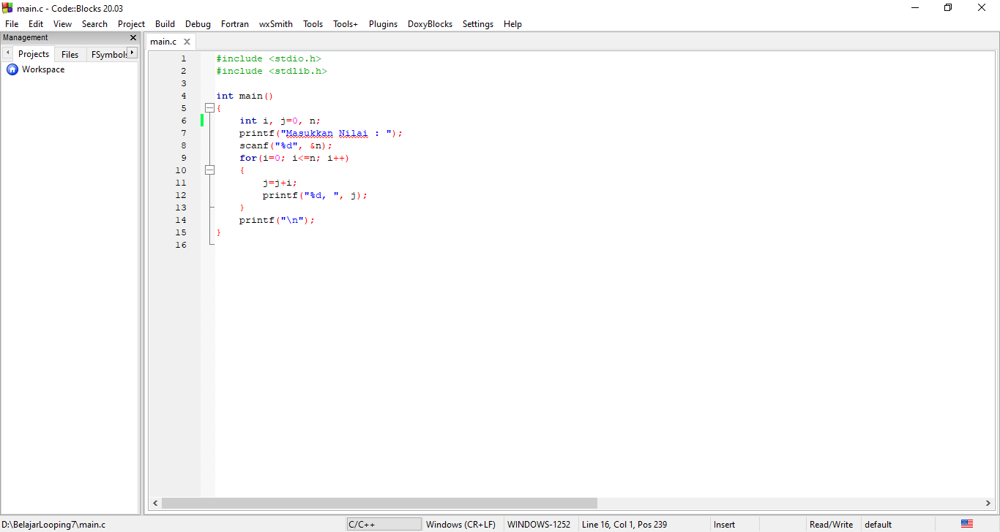 main.c - Code::Blocks 20.03
File Edit View Search Project Build Debug Fortran wxSmith Tools Tools+ Plugins DoxyBlocks Settings Help
Management
main.c
Projects Files FSymbols
Workspace
1 #include <stdio.h>
2 #include <stdlib.h>
3
4 int main()
5 {
6 int i, j=0, n;
7 printf("Masukkan Nilai : ");
8 scanf("%d", &n);
9 for(i=0; i<=n; i++)
10 {
11 j=j+i;
12 printf("%d, ", j);
13 }
14 printf("\n");
15 }
16
D:\BelajarLooping7\main.c C/C++ Windows (CR+LF) WINDOWS-1252 Line 16, Col 1, Pos 239 Insert Read/Write default